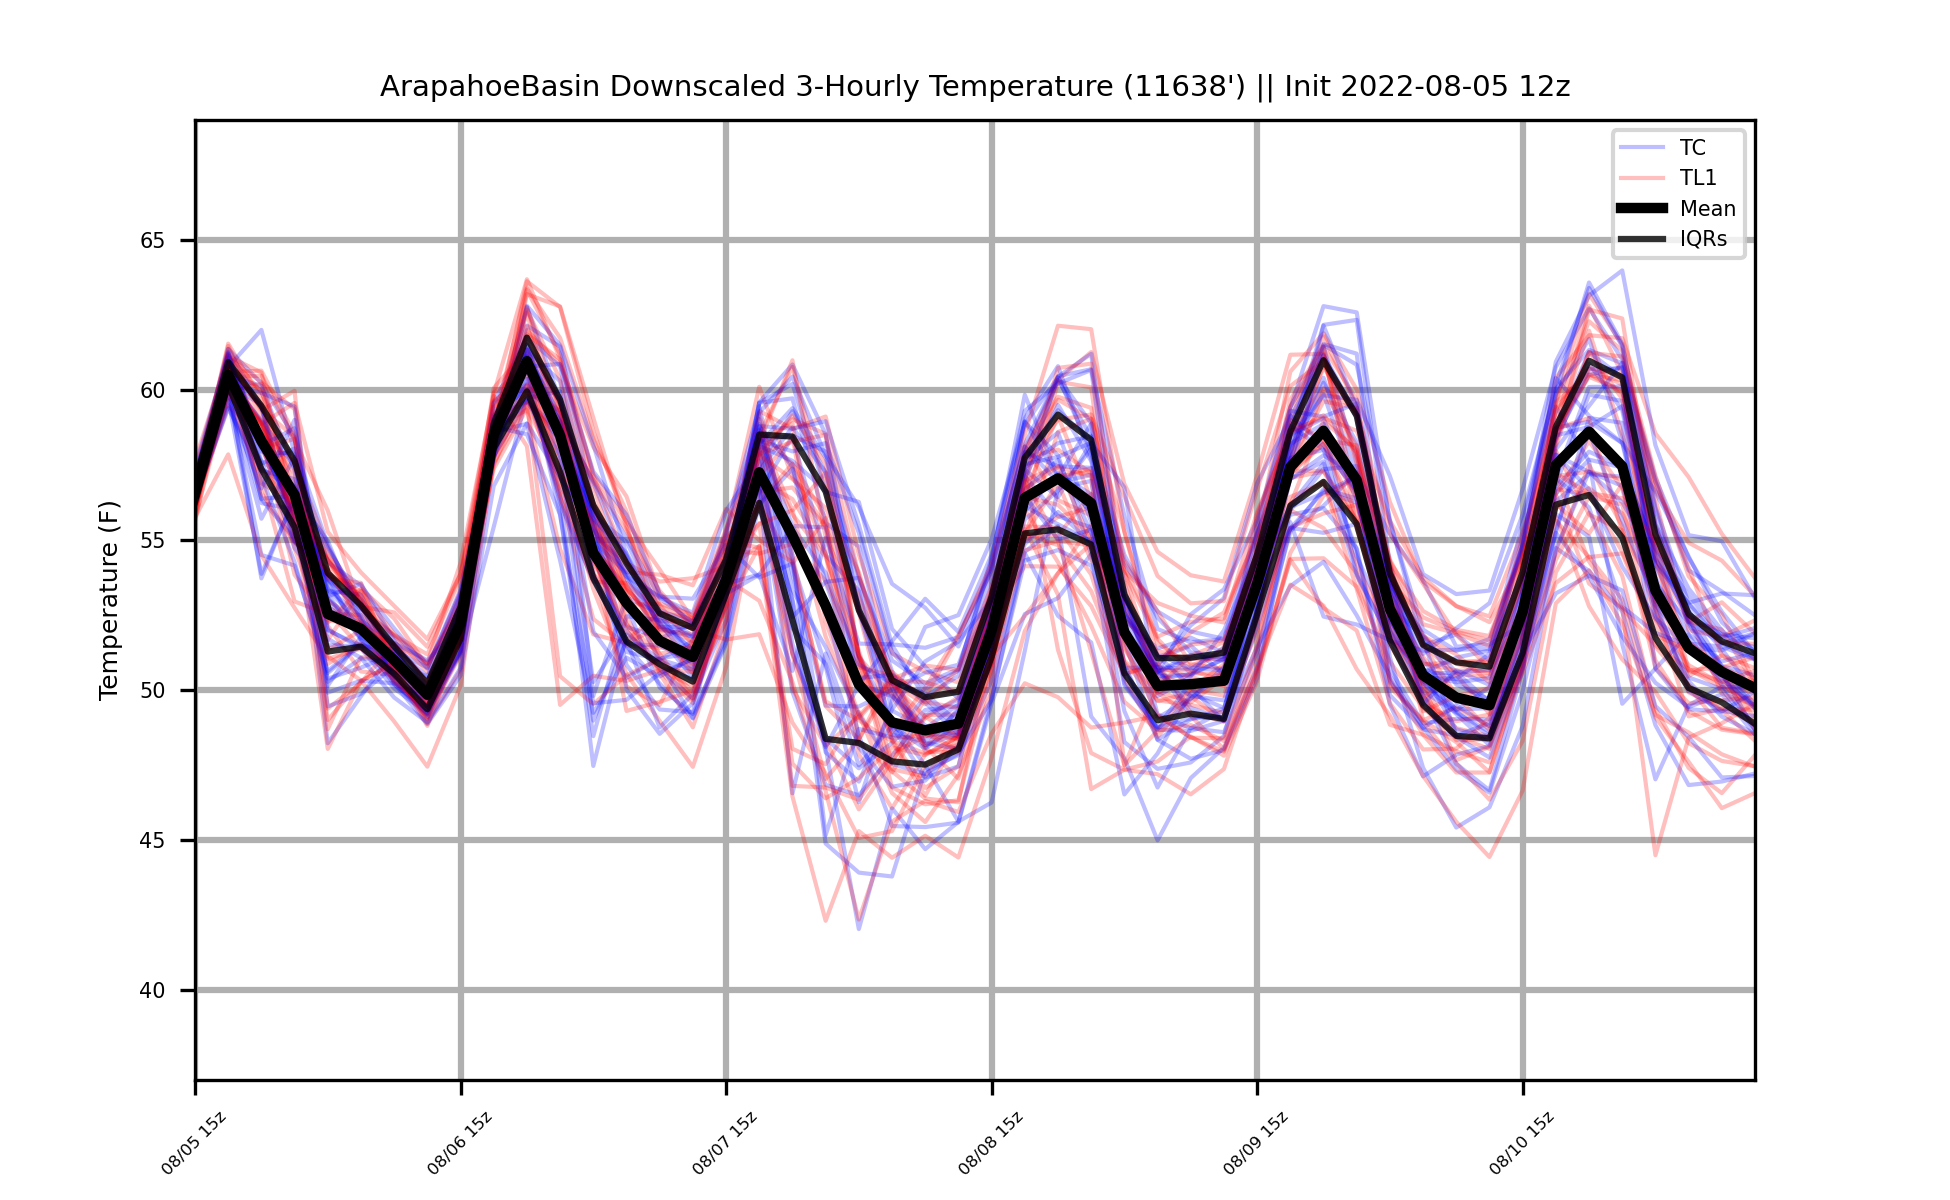 ArapahoeBasin Downscaled 3-Hourly Temperature (11638') || Init 2022-08-05 12z
TC
TL1
Mean
IQRs
Temperature (F)
65
60
55
50
45
40
08/05 15z
08/06 15z
08/07 15z
08/08 15z
08/09 15z
08/10 15z